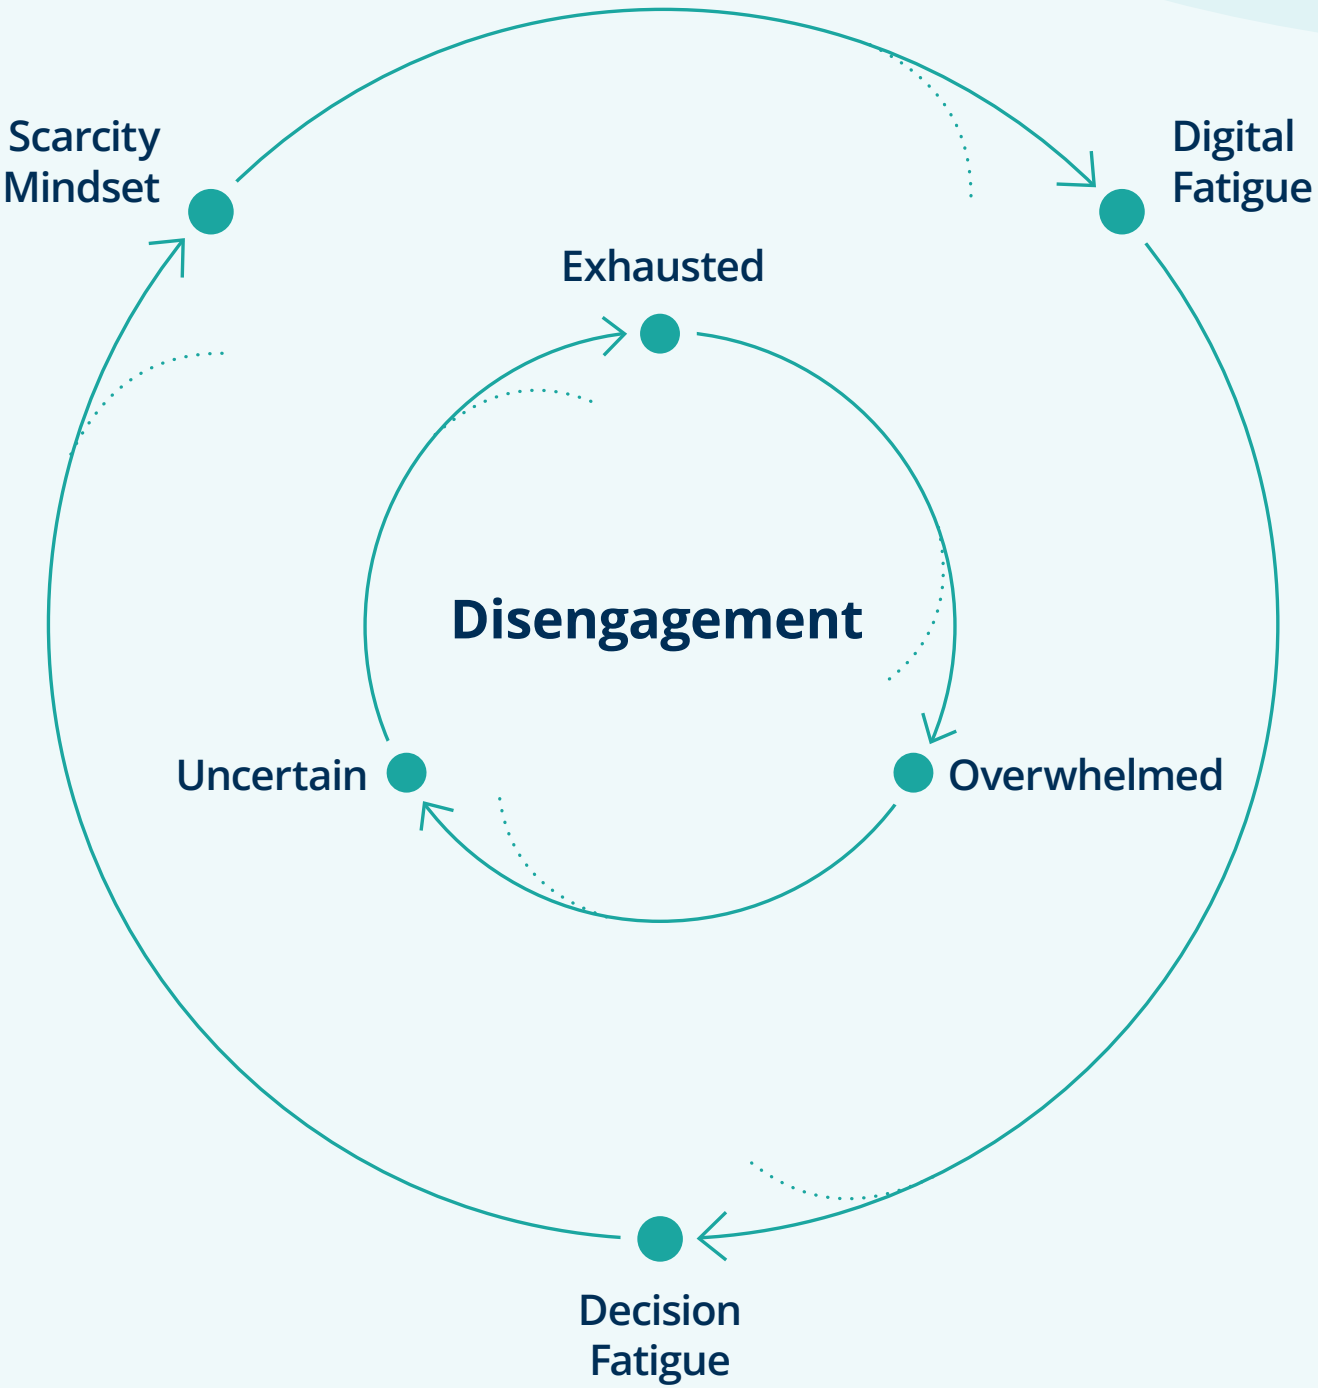 Scarcity
Mindset
Digital
Fatigue
Exhausted
Disengagement
Uncertain
Overwhelmed
Decision
Fatigue